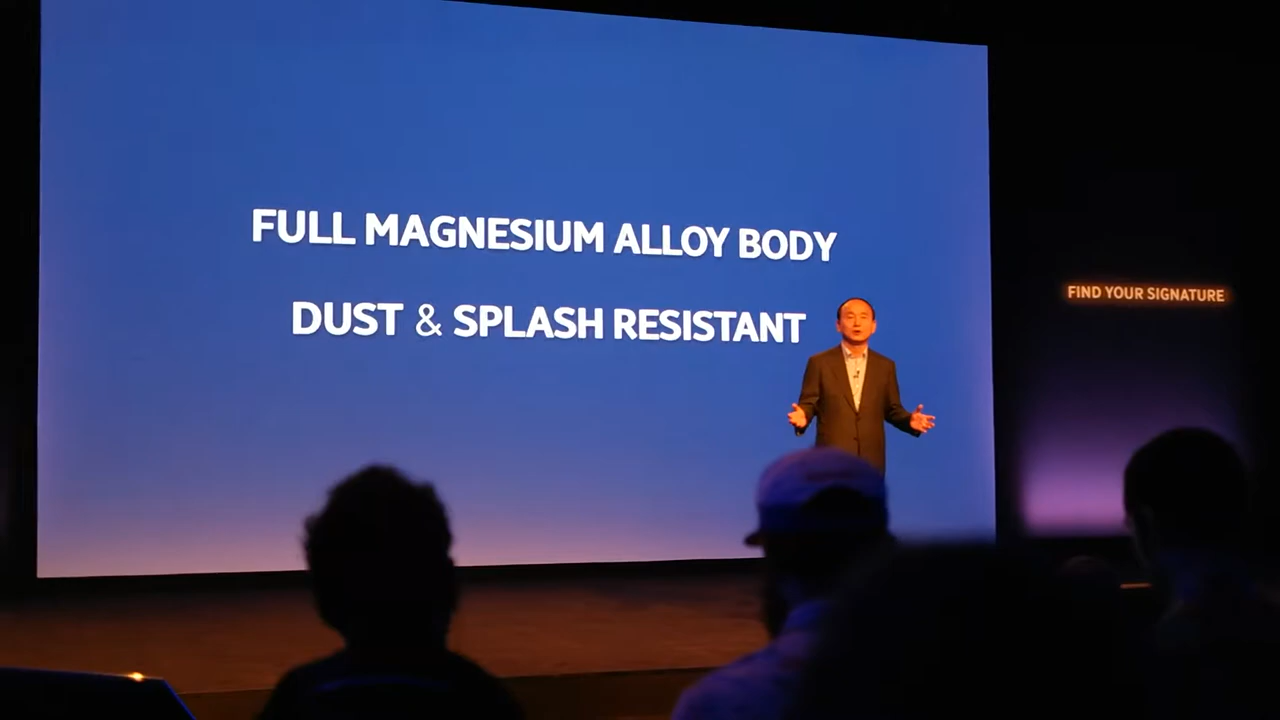 FULL MAGNESIUM ALLOY BODY
DUST & SPLASH RESISTANT
FIND YOUR SIGNATURE